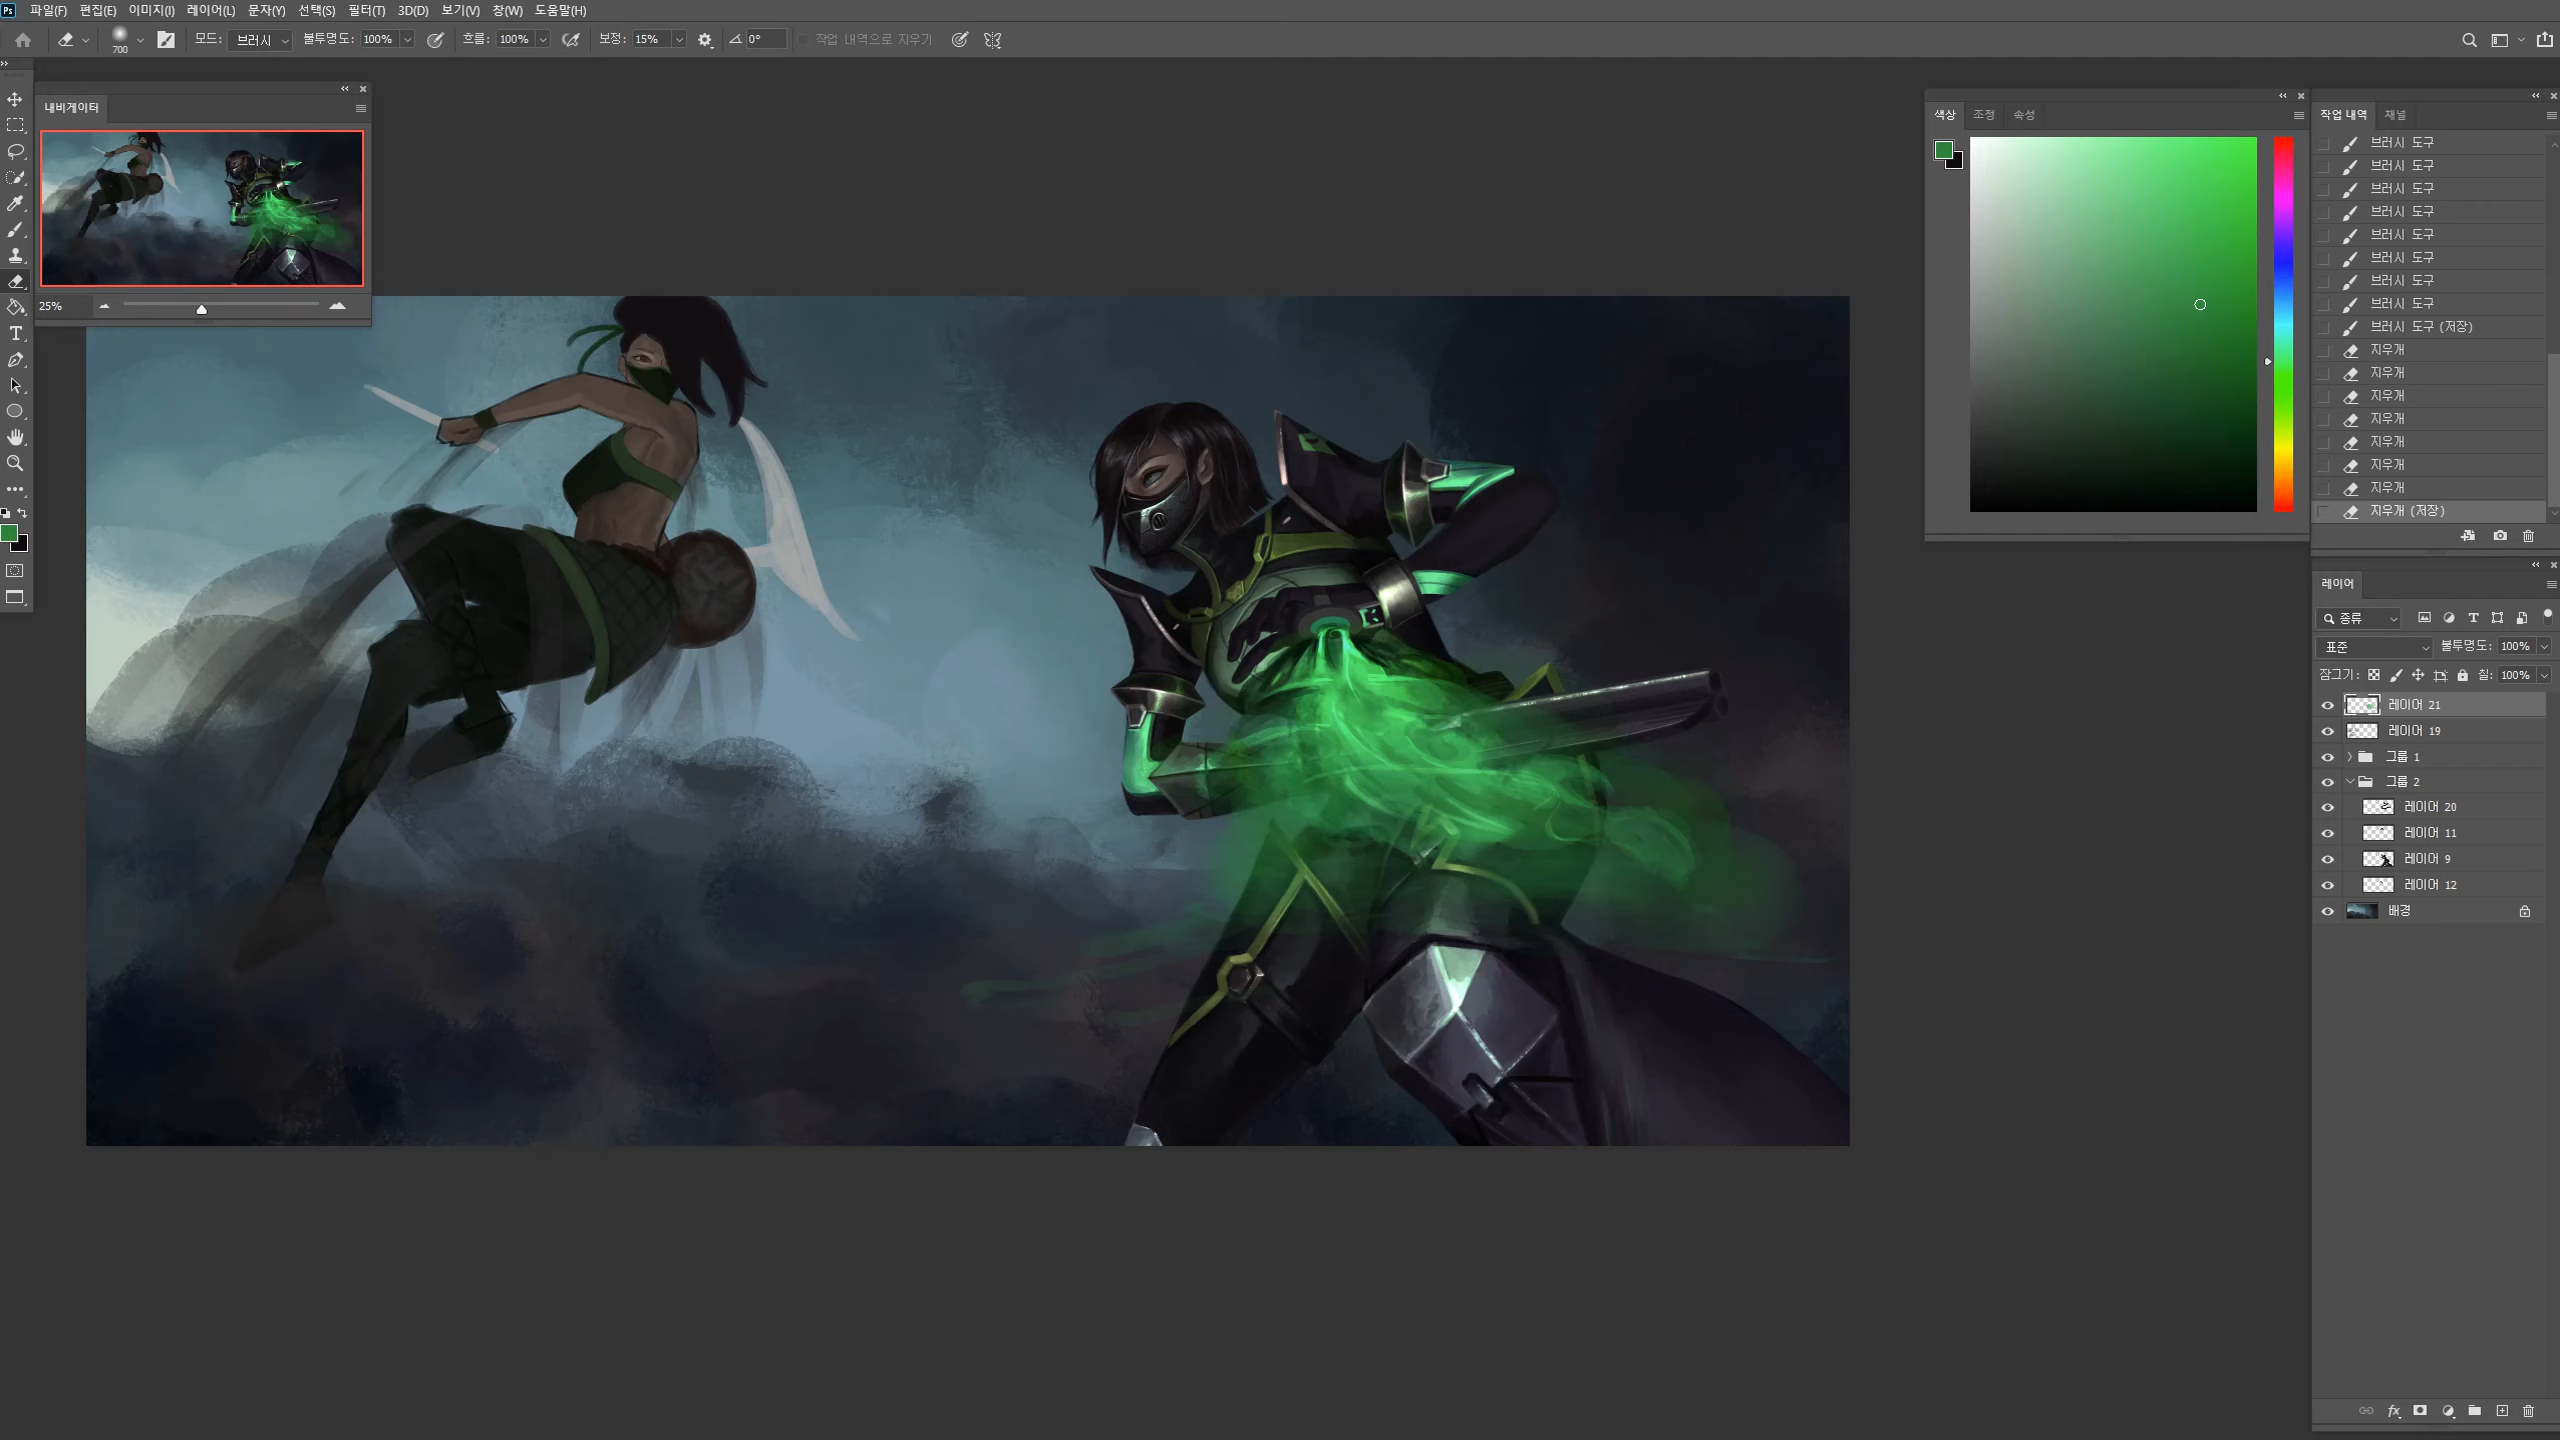 Ps 파일(F) 편집(E) 이미지(I) 레이어(L) 문자(Y) 선택(S) 필터(T) 3D(D) 보기(V) 창(W) 도움말(H)
700 모드: 브러시 불투명도: 100% 흐름: 100% 보정: 15% 0° 작업 내역으로 지우기
내비게이터
25%
색상 조정 속성
작업 내역 채널
브러시 도구
브러시 도구
브러시 도구
브러시 도구
브러시 도구
브러시 도구
브러시 도구
브러시 도구
브러시 도구 (저장)
지우개
지우개
지우개
지우개
지우개
지우개
지우개
지우개 (저장)
레이어
종류
표준 불투명도: 100%
잠그기: 칠: 100%
레이어 21
레이어 19
그룹 1
그룹 2
레이어 20
레이어 11
레이어 9
레이어 12
배경
fx